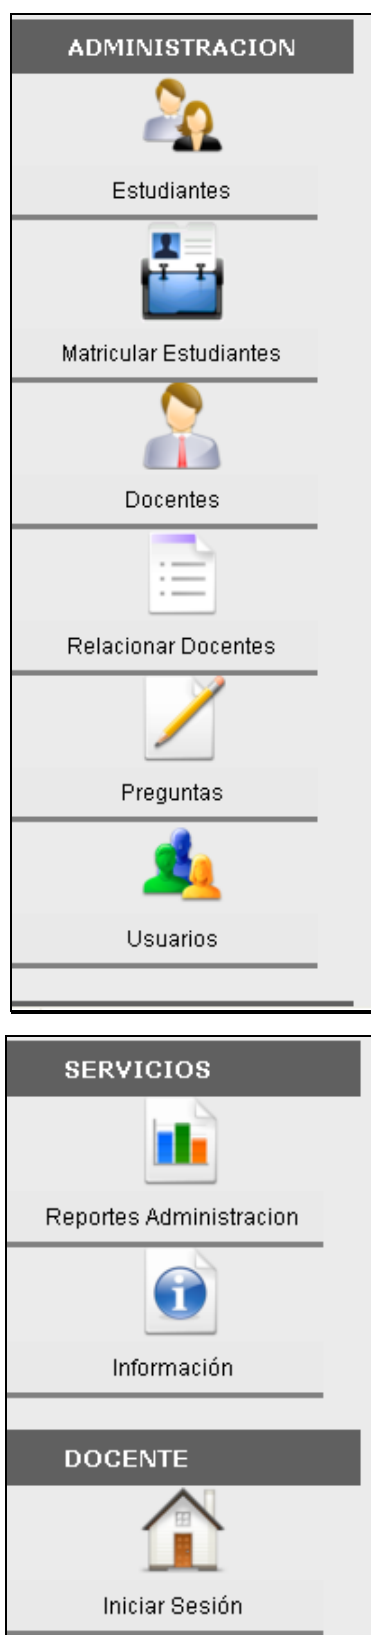 ADMINISTRACION
Estudiantes
Matricular Estudiantes
Docentes
Relacionar Docentes
Preguntas
Usuarios
SERVICIOS
Reportes Administracion
Información
DOCENTE
Iniciar Sesión